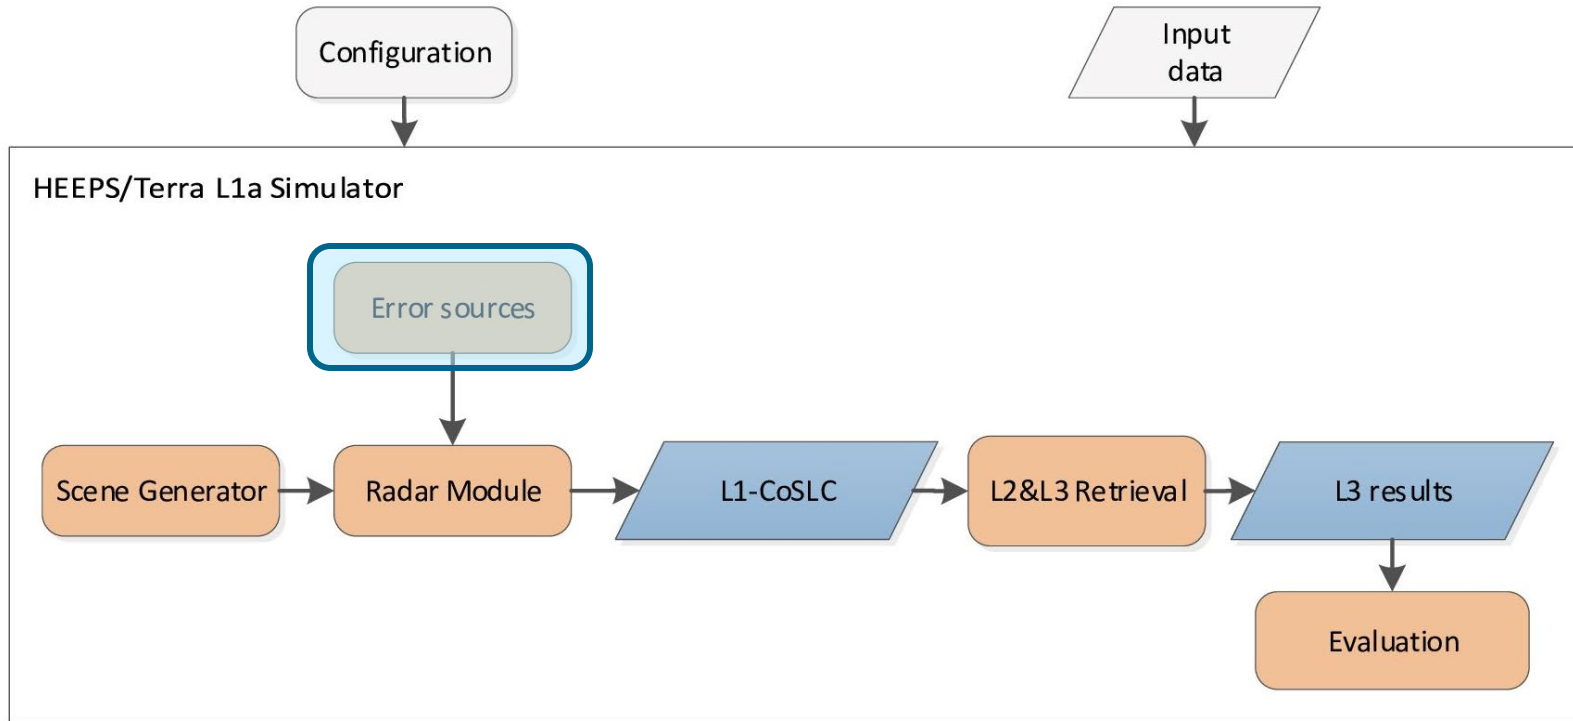 Configuration
Input
data
HEEPS/Terra L1a Simulator
Error sources
Scene Generator
Radar Module
L1-CoSLC
L2&L3 Retrieval
L3 results
Evaluation